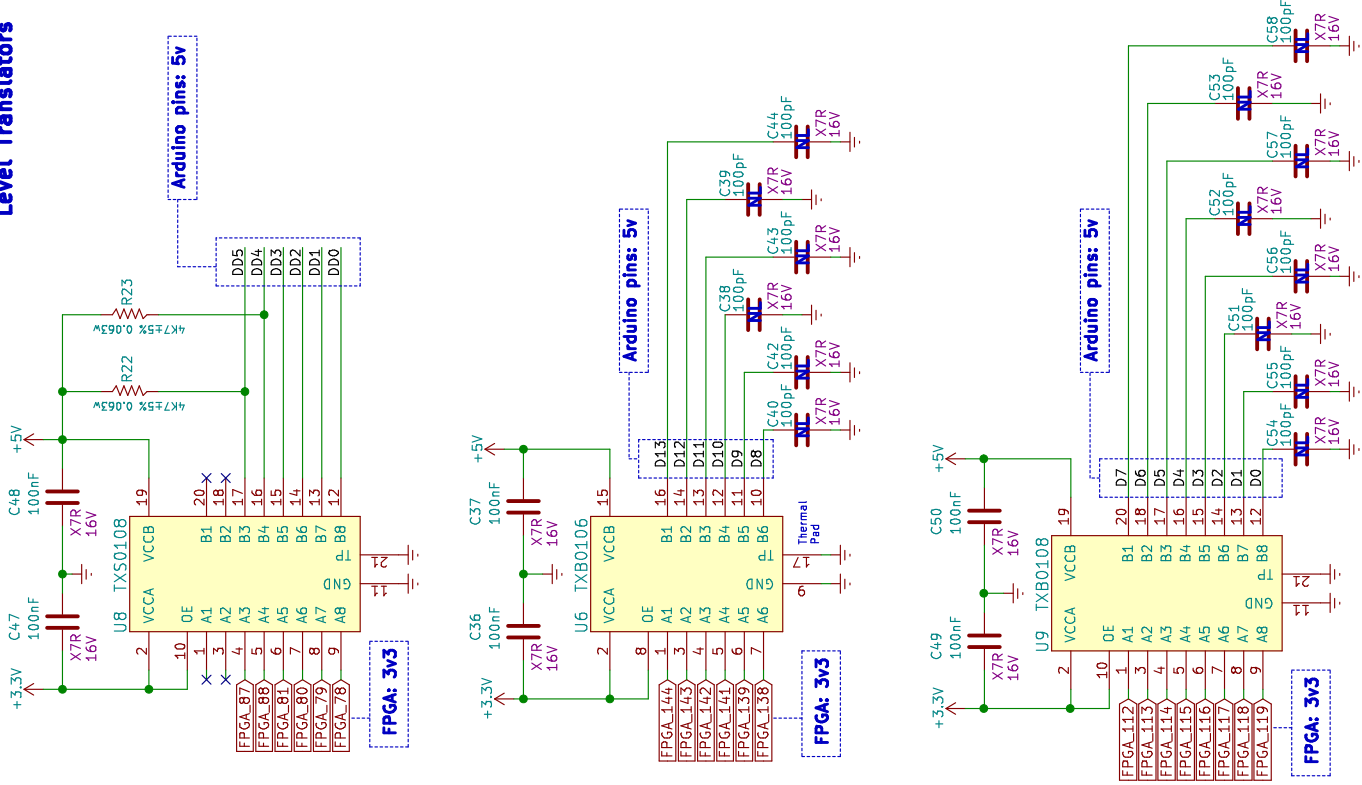 Level Translators
Arduino pins: 5v
DD5
DD4
DD3
DD2
DD1
DD0
R23
4K7±5% 0.063w
R22
4K7±5% 0.063w
+5V
C48
100nF
X7R
16V
C47
100nF
X7R
16V
+3.3V
U8
TXS0108
19
VCCB
20
B1
18
B2
17
B3
16
B4
15
B5
14
B6
13
B7
12
B8
TP
21
GND
11
2
VCCA
10
OE
1
A1
3
A2
4
A3
5
A4
6
A5
7
A6
8
A7
9
A8
FPGA_87
FPGA_88
FPGA_81
FPGA_80
FPGA_79
FPGA_78
FPGA: 3v3
Arduino pins: 5v
C44
100pF
TN
X7R
16V
C39
100pF
TN
X7R
16V
C43
100pF
TN
X7R
16V
C38
100pF
TN
X7R
16V
C42
100pF
TN
X7R
16V
C40
100pF
TN
X7R
16V
D13
D12
D11
D10
D9
D8
+5V
C37
100nF
X7R
16V
C36
100nF
X7R
16V
+3.3V
U6
TXB0106
15
VCCB
16
B1
14
B2
13
B3
12
B4
11
B5
10
B6
Thermal
Pad
TP
17
GND
9
2
VCCA
8
OE
1
A1
3
A2
4
A3
5
A4
6
A5
7
A6
FPGA_144
FPGA_143
FPGA_142
FPGA_141
FPGA_139
FPGA_138
FPGA: 3v3
Arduino pins: 5v
C58
100pF
TN
X7R
16V
C53
100pF
TN
X7R
16V
C57
100pF
TN
X7R
16V
C52
100pF
TN
X7R
16V
C56
100pF
TN
X7R
16V
C51
100pF
TN
X7R
16V
C55
100pF
TN
X7R
16V
C54
100pF
TN
X7R
16V
D7
D6
D5
D4
D3
D2
D1
D0
+5V
C50
100nF
X7R
16V
C49
100nF
X7R
16V
+3.3V
U9
TXB0108
19
VCCB
20
B1
18
B2
17
B3
16
B4
15
B5
14
B6
13
B7
12
B8
TP
21
GND
11
2
VCCA
10
OE
1
A1
3
A2
4
A3
5
A4
6
A5
7
A6
8
A7
9
A8
FPGA_112
FPGA_113
FPGA_114
FPGA_115
FPGA_116
FPGA_117
FPGA_118
FPGA_119
FPGA: 3v3